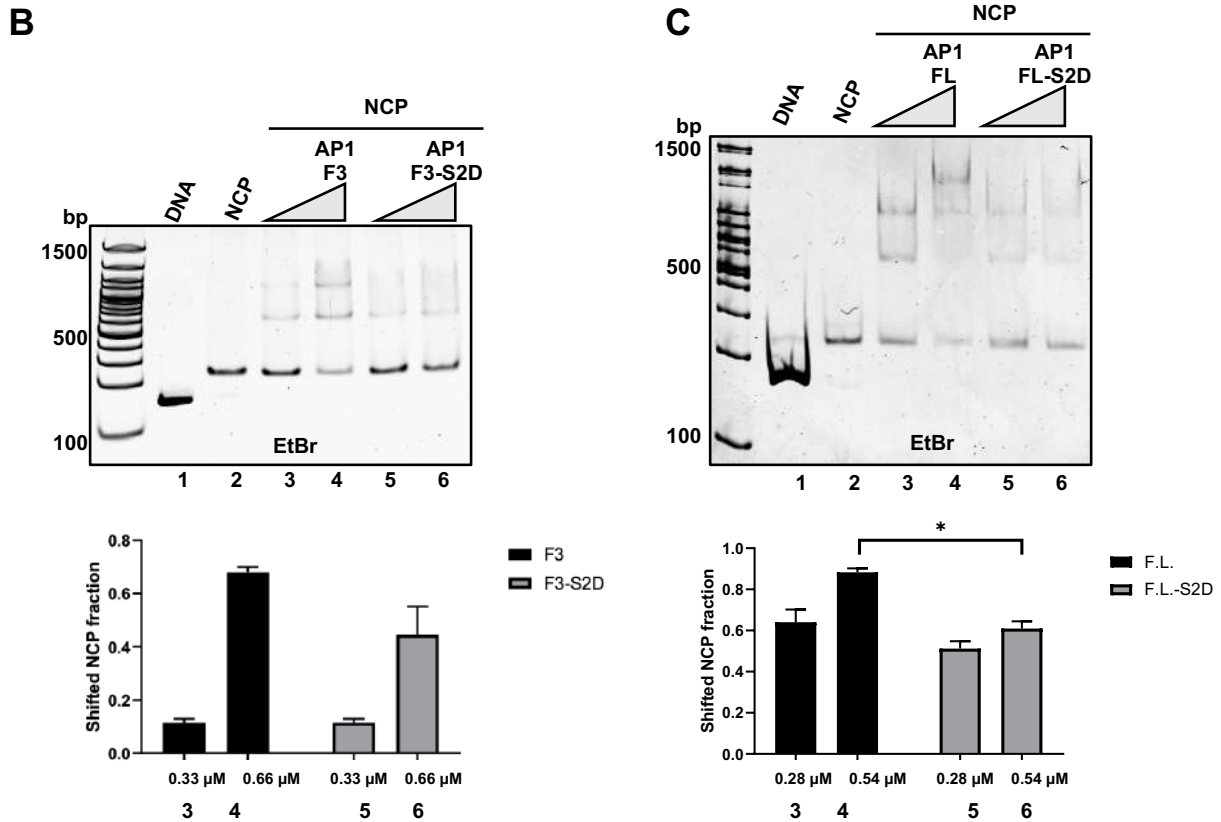 B
NCP
AP1 AP1
F3 F3-S2D
DNA NCP
bp
1500
500
100
EtBr
1 2 3 4 5 6
0.8
0.6
0.4
0.2
0.0
Shifted NCP fraction
F3
F3-S2D
0.33 µM 0.66 µM 0.33 µM 0.66 µM
3 4 5 6
C
NCP
AP1 AP1
FL FL-S2D
DNA NCP
bp
1500
500
100
EtBr
1 2 3 4 5 6
*
1.0
0.8
0.6
0.4
0.2
0.0
Shifted NCP fraction
F.L.
F.L.-S2D
0.28 µM 0.54 µM 0.28 µM 0.54 µM
3 4 5 6